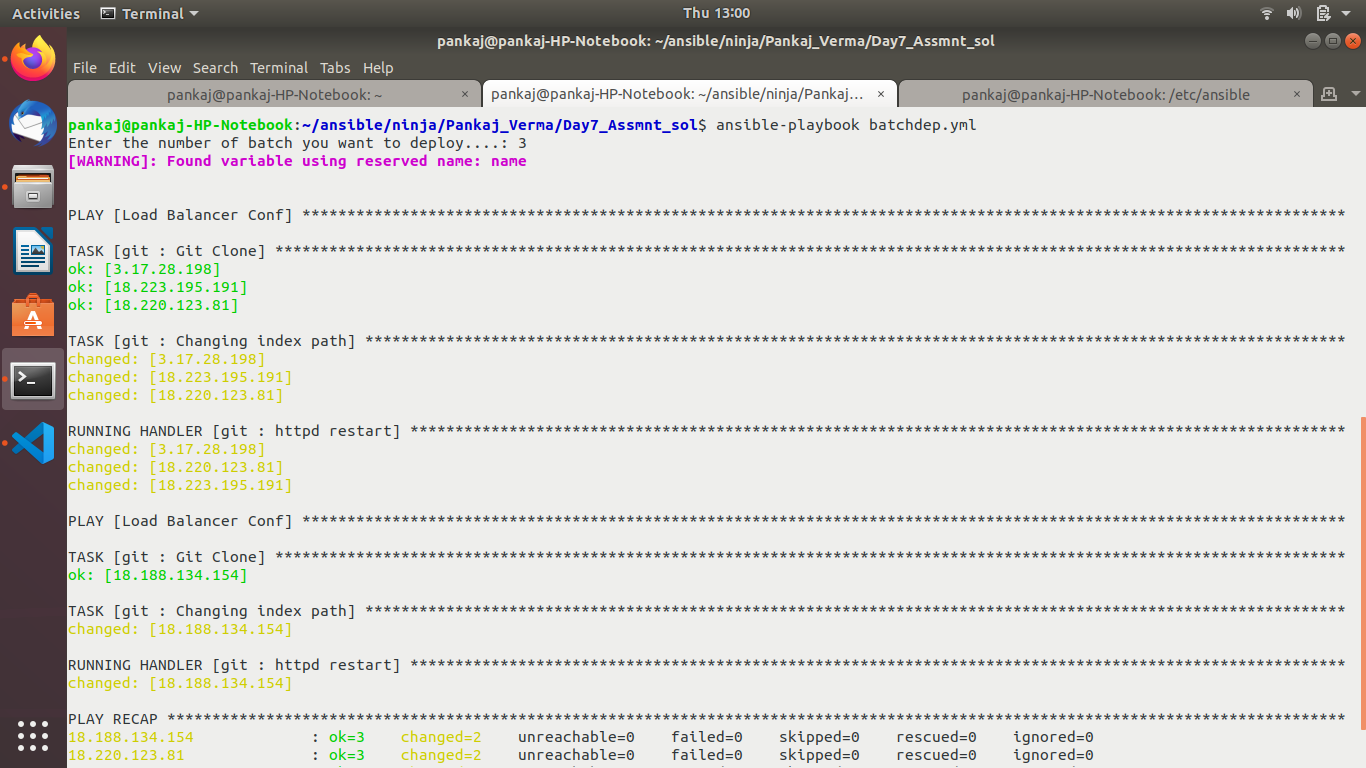 Activities Terminal Thu 13:00
pankaj@pankaj-HP-Notebook: ~/ansible/ninja/Pankaj_Verma/Day7_Assmnt_sol
File Edit View Search Terminal Tabs Help
pankaj@pankaj-HP-Notebook: ~ × pankaj@pankaj-HP-Notebook: ~/ansible/ninja/Pankaj... × pankaj@pankaj-HP-Notebook: /etc/ansible ×
pankaj@pankaj-HP-Notebook:~/ansible/ninja/Pankaj_Verma/Day7_Assmnt_sol$ ansible-playbook batchdep.yml
Enter the number of batch you want to deploy....: 3
[WARNING]: Found variable using reserved name: name
PLAY [Load Balancer Conf] ********************************************************************************************************************
TASK [git : Git Clone] ***********************************************************************************************************************
ok: [3.17.28.198]
ok: [18.223.195.191]
ok: [18.220.123.81]
TASK [git : Changing index path] *************************************************************************************************************
changed: [3.17.28.198]
changed: [18.223.195.191]
changed: [18.220.123.81]
RUNNING HANDLER [git : httpd restart] ********************************************************************************************************
changed: [3.17.28.198]
changed: [18.220.123.81]
changed: [18.223.195.191]
PLAY [Load Balancer Conf] ********************************************************************************************************************
TASK [git : Git Clone] ***********************************************************************************************************************
ok: [18.188.134.154]
TASK [git : Changing index path] *************************************************************************************************************
changed: [18.188.134.154]
RUNNING HANDLER [git : httpd restart] ********************************************************************************************************
changed: [18.188.134.154]
PLAY RECAP ***********************************************************************************************************************************
18.188.134.154 : ok=3 changed=2 unreachable=0 failed=0 skipped=0 rescued=0 ignored=0
18.220.123.81 : ok=3 changed=2 unreachable=0 failed=0 skipped=0 rescued=0 ignored=0